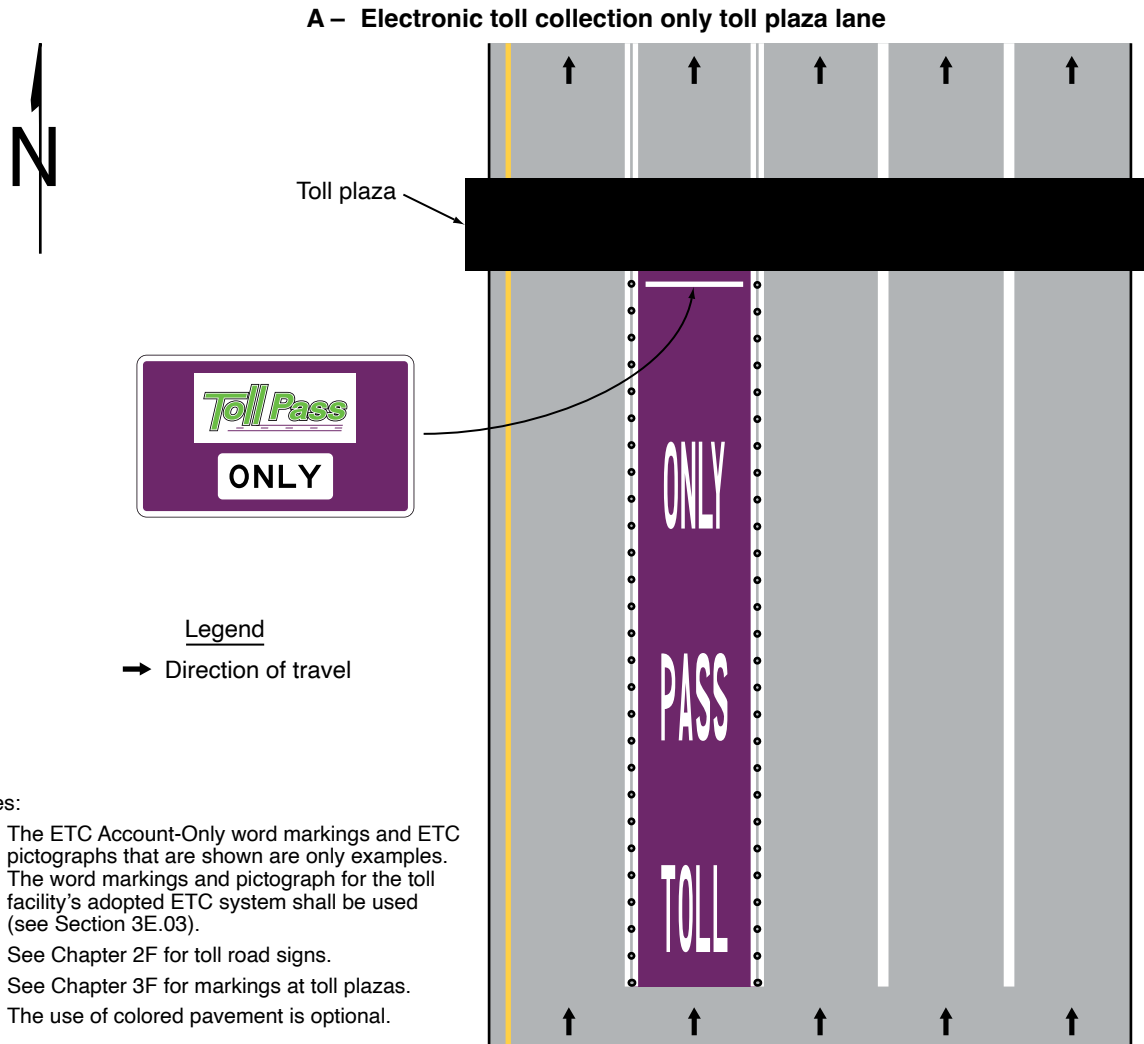 A – Electronic toll collection only toll plaza lane
N
Toll plaza
Toll Pass
ONLY
ONLY
PASS
TOLL
Legend
Direction of travel
es:
The ETC Account-Only word markings and ETC
pictographs that are shown are only examples.
The word markings and pictograph for the toll
facility’s adopted ETC system shall be used
(see Section 3E.03).
See Chapter 2F for toll road signs.
See Chapter 3F for markings at toll plazas.
The use of colored pavement is optional.